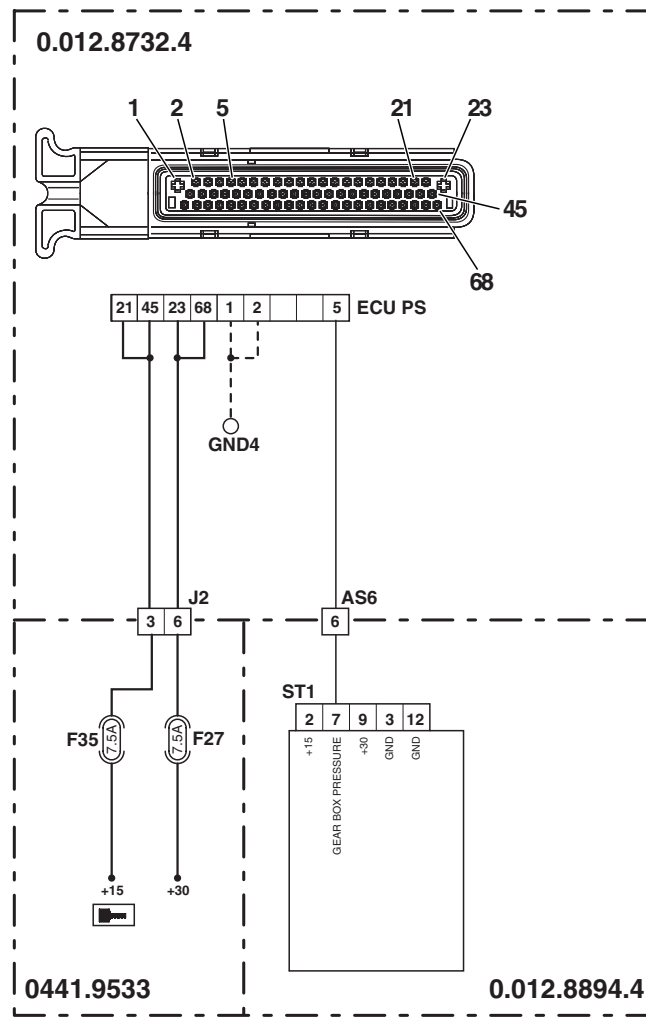 0.012.8732.4
1 2 5 21 23
45
68
21 45 23 68 1 2 5 ECU PS
GND4
J2 AS6
3 6 6
ST1
2 7 9 3 12
+15 GEAR BOX PRESSURE +30 GND GND
F35 7.5A 7.5A F27
+15 +30
0441.9533 0.012.8894.4